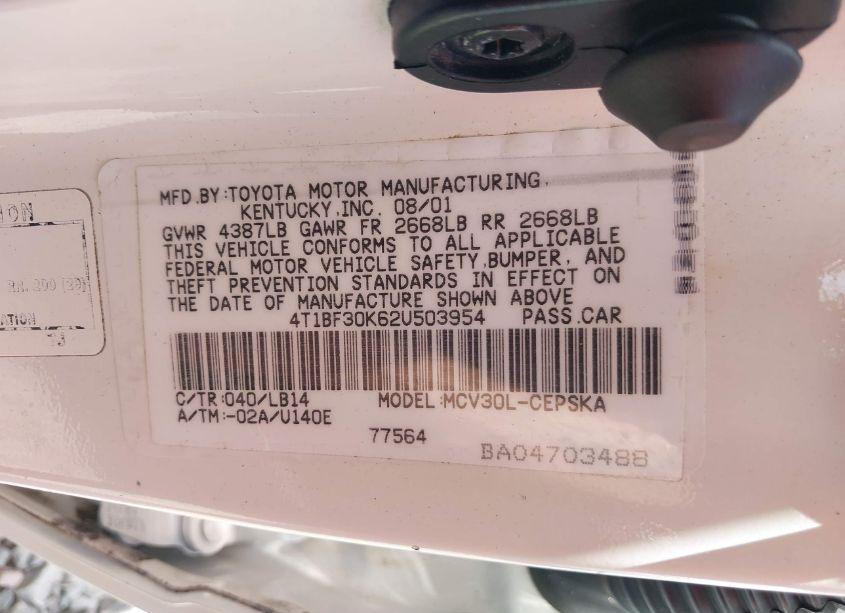 MFD.BY:TOYOTA MOTOR MANUFACTURING,
KENTUCKY,INC. 08/01
GVWR 4387LB GAWR FR 2668LB RR 2668LB
THIS VEHICLE CONFORMS TO ALL APPLICABLE
FEDERAL MOTOR VEHICLE SAFETY,BUMPER, AND
THEFT PREVENTION STANDARDS IN EFFECT ON
THE DATE OF MANUFACTURE SHOWN ABOVE
4T1BF30K62U503954 PASS.CAR
C/TR:040/LB14 MODEL:MCV30L-CEPSKA
A/TM:-02A/U140E
77564
BA04703488